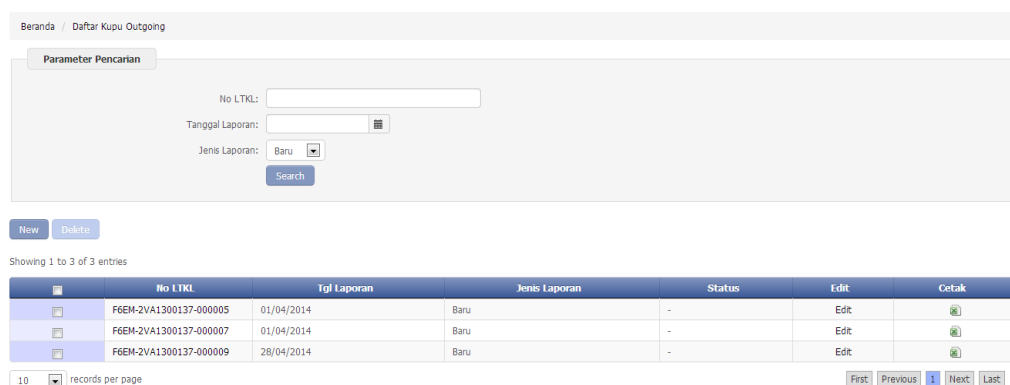 Beranda / Daftar Kupu Outgoing
Parameter Pencarian
No LTKL:
Tanggal Laporan:
Jenis Laporan: Baru
Search
New Delete
Showing 1 to 3 of 3 entries
No LTKL Tgl Laporan Jenis Laporan Status Edit Cetak
F6EM-2VA1300137-000005 01/04/2014 Baru - Edit
F6EM-2VA1300137-000007 01/04/2014 Baru - Edit
F6EM-2VA1300137-000009 28/04/2014 Baru - Edit
10 records per page First Previous 1 Next Last